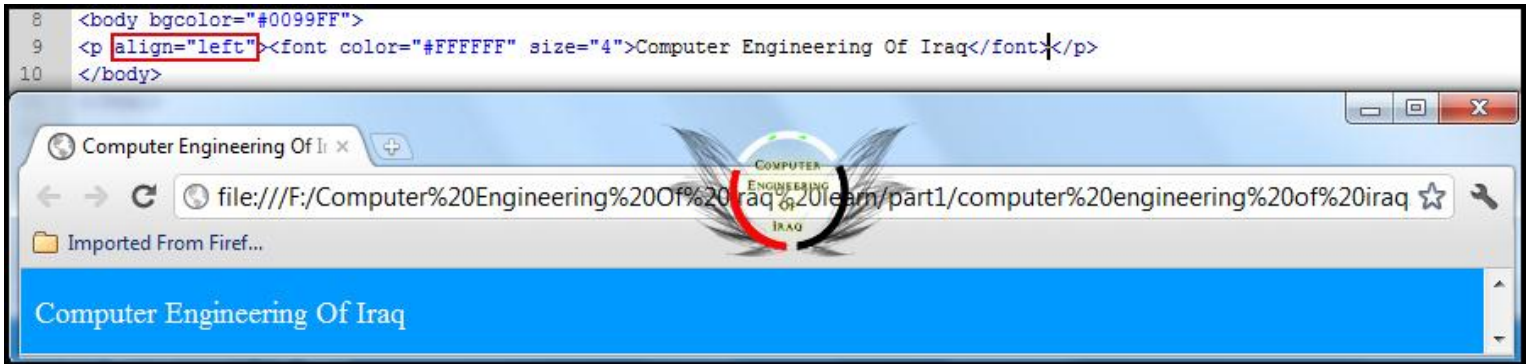 8 <body bgcolor="#0099FF">
9 <p align="left"><font color="#FFFFFF" size="4">Computer Engineering Of Iraq</font></p>
10 </body>
Computer Engineering Of Ir
file:///F:/Computer%20Engineering%20Of%20Iraq%20learn/part1/computer%20engineering%20of%20iraq
COMPUTER
ENGINEERING
OF
IRAQ
Imported From Firef...
Computer Engineering Of Iraq